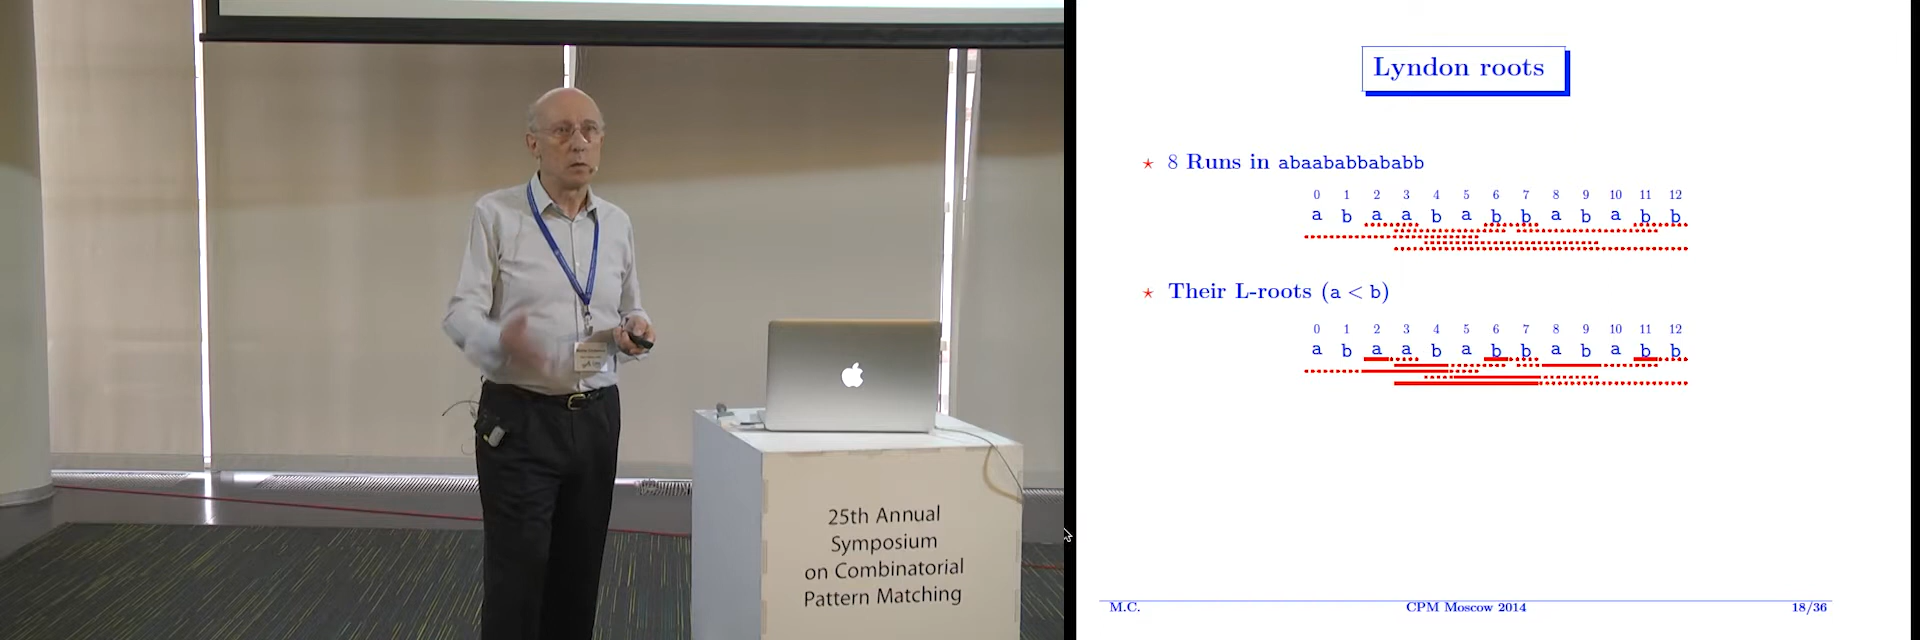 25th Annual
Symposium
on Combinatorial
Pattern Matching
Lyndon roots
⋆ 8 Runs in abaababbababb
0 1 2 3 4 5 6 7 8 9 10 11 12
a b a a b a b b a b a b b
⋆ Their L-roots (a < b)
0 1 2 3 4 5 6 7 8 9 10 11 12
a b a a b a b b a b a b b
M.C. CPM Moscow 2014 18/36